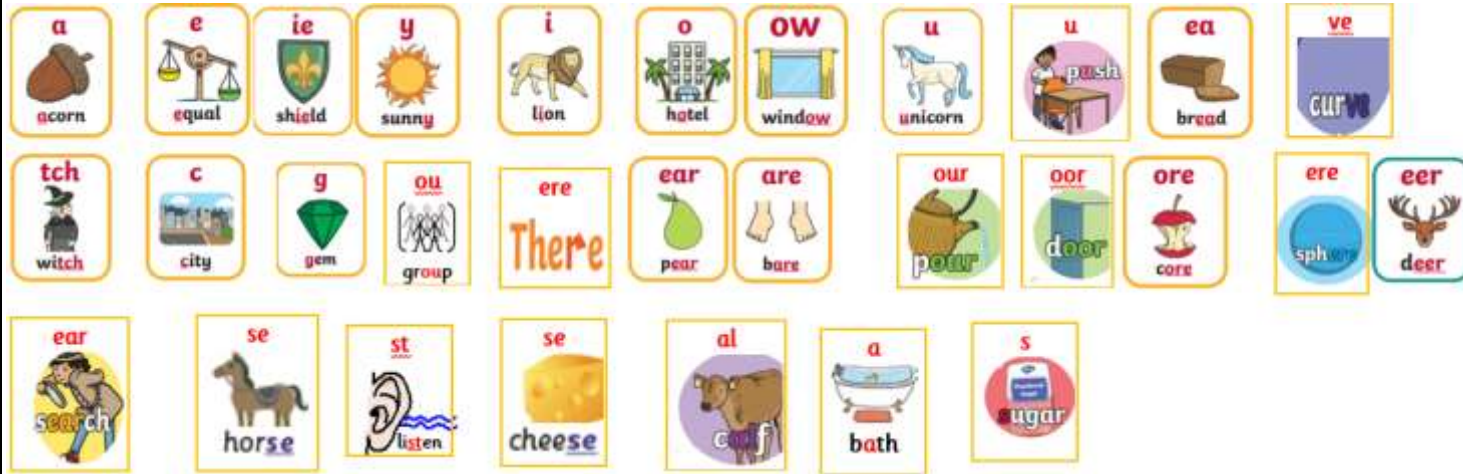 a e ie y i o ow u u ea ve
acorn equal shield sunny lion hotel window unicorn push bread curve
tch c g ou ere ear are our oor ore ere eer
witch city gem group There pear bare pour door core sphere deer
ear se st se al a s
search horse listen cheese calf bath sugar